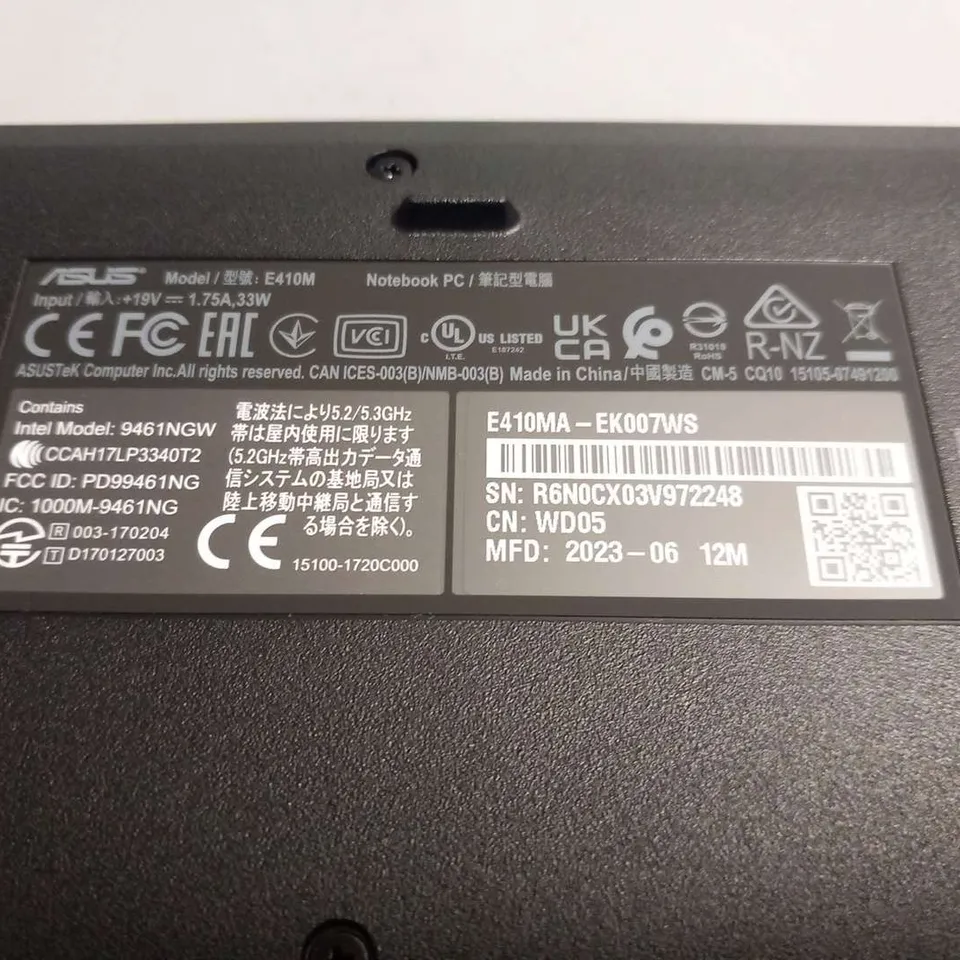 ASUS Model / 型號: E410M Notebook PC / 筆記型電腦
Input / 輸入:+19V⎓ 1.75A,33W
CE FC EAC VCI c UL US LISTED UK CA R-NZ
I.T.E. E187242 R31010 RoHS
ASUSTeK Computer Inc.All rights reserved. CAN ICES-003(B)/NMB-003(B) Made in China/中國製造 CM-5 CQ10 15105-07491200
Contains
Intel Model: 9461NGW
CCAH17LP3340T2
FCC ID: PD99461NG
IC: 1000M-9461NG
R 003-170204
T D170127003
電波法により5.2/5.3GHz
帯は屋内使用に限ります
(5.2GHz帯高出力データ通
信システムの基地局又は
陸上移動中継局と通信す
る場合を除く)。
CE 15100-1720C000
E410MA-EK007WS
SN: R6N0CX03V972248
CN: WD05
MFD: 2023-06 12M